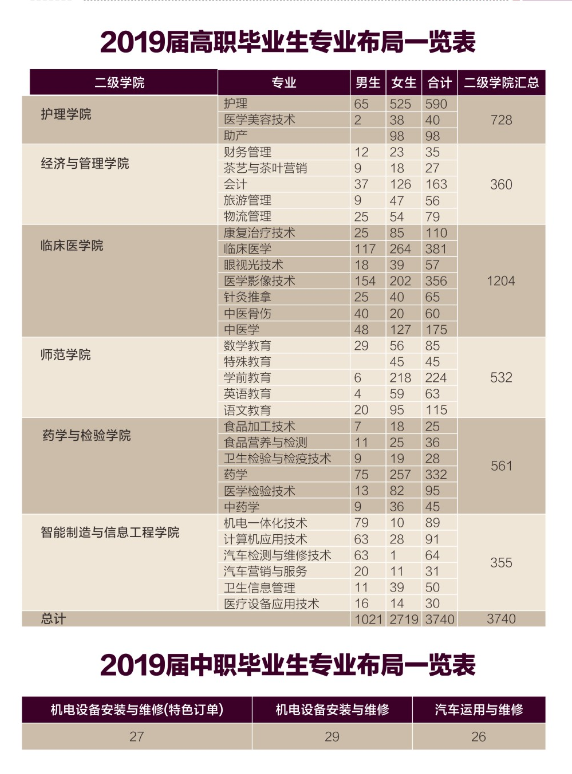 2019届高职毕业生专业布局一览表
二级学院 专业 男生 女生 合计 二级学院汇总
护理学院 护理 65 525 590 728
医学美容技术 2 38 40
助产 98 98
经济与管理学院 财务管理 12 23 35 360
茶艺与茶叶营销 9 18 27
会计 37 126 163
旅游管理 9 47 56
物流管理 25 54 79
临床医学院 康复治疗技术 25 85 110 1204
临床医学 117 264 381
眼视光技术 18 39 57
医学影像技术 154 202 356
针灸推拿 25 40 65
中医骨伤 40 20 60
中医学 48 127 175
师范学院 数学教育 29 56 85 532
特殊教育 45 45
学前教育 6 218 224
英语教育 4 59 63
语文教育 20 95 115
药学与检验学院 食品加工技术 7 18 25 561
食品营养与检测 11 25 36
卫生检验与检疫技术 9 19 28
药学 75 257 332
医学检验技术 13 82 95
中药学 9 36 45
智能制造与信息工程学院 机电一体化技术 79 10 89 355
计算机应用技术 63 28 91
汽车检测与维修技术 63 1 64
汽车营销与服务 20 11 31
卫生信息管理 11 39 50
医疗设备应用技术 16 14 30
总计 1021 2719 3740 3740
2019届中职毕业生专业布局一览表
机电设备安装与维修(特色订单) 机电设备安装与维修 汽车运用与维修
27 29 26